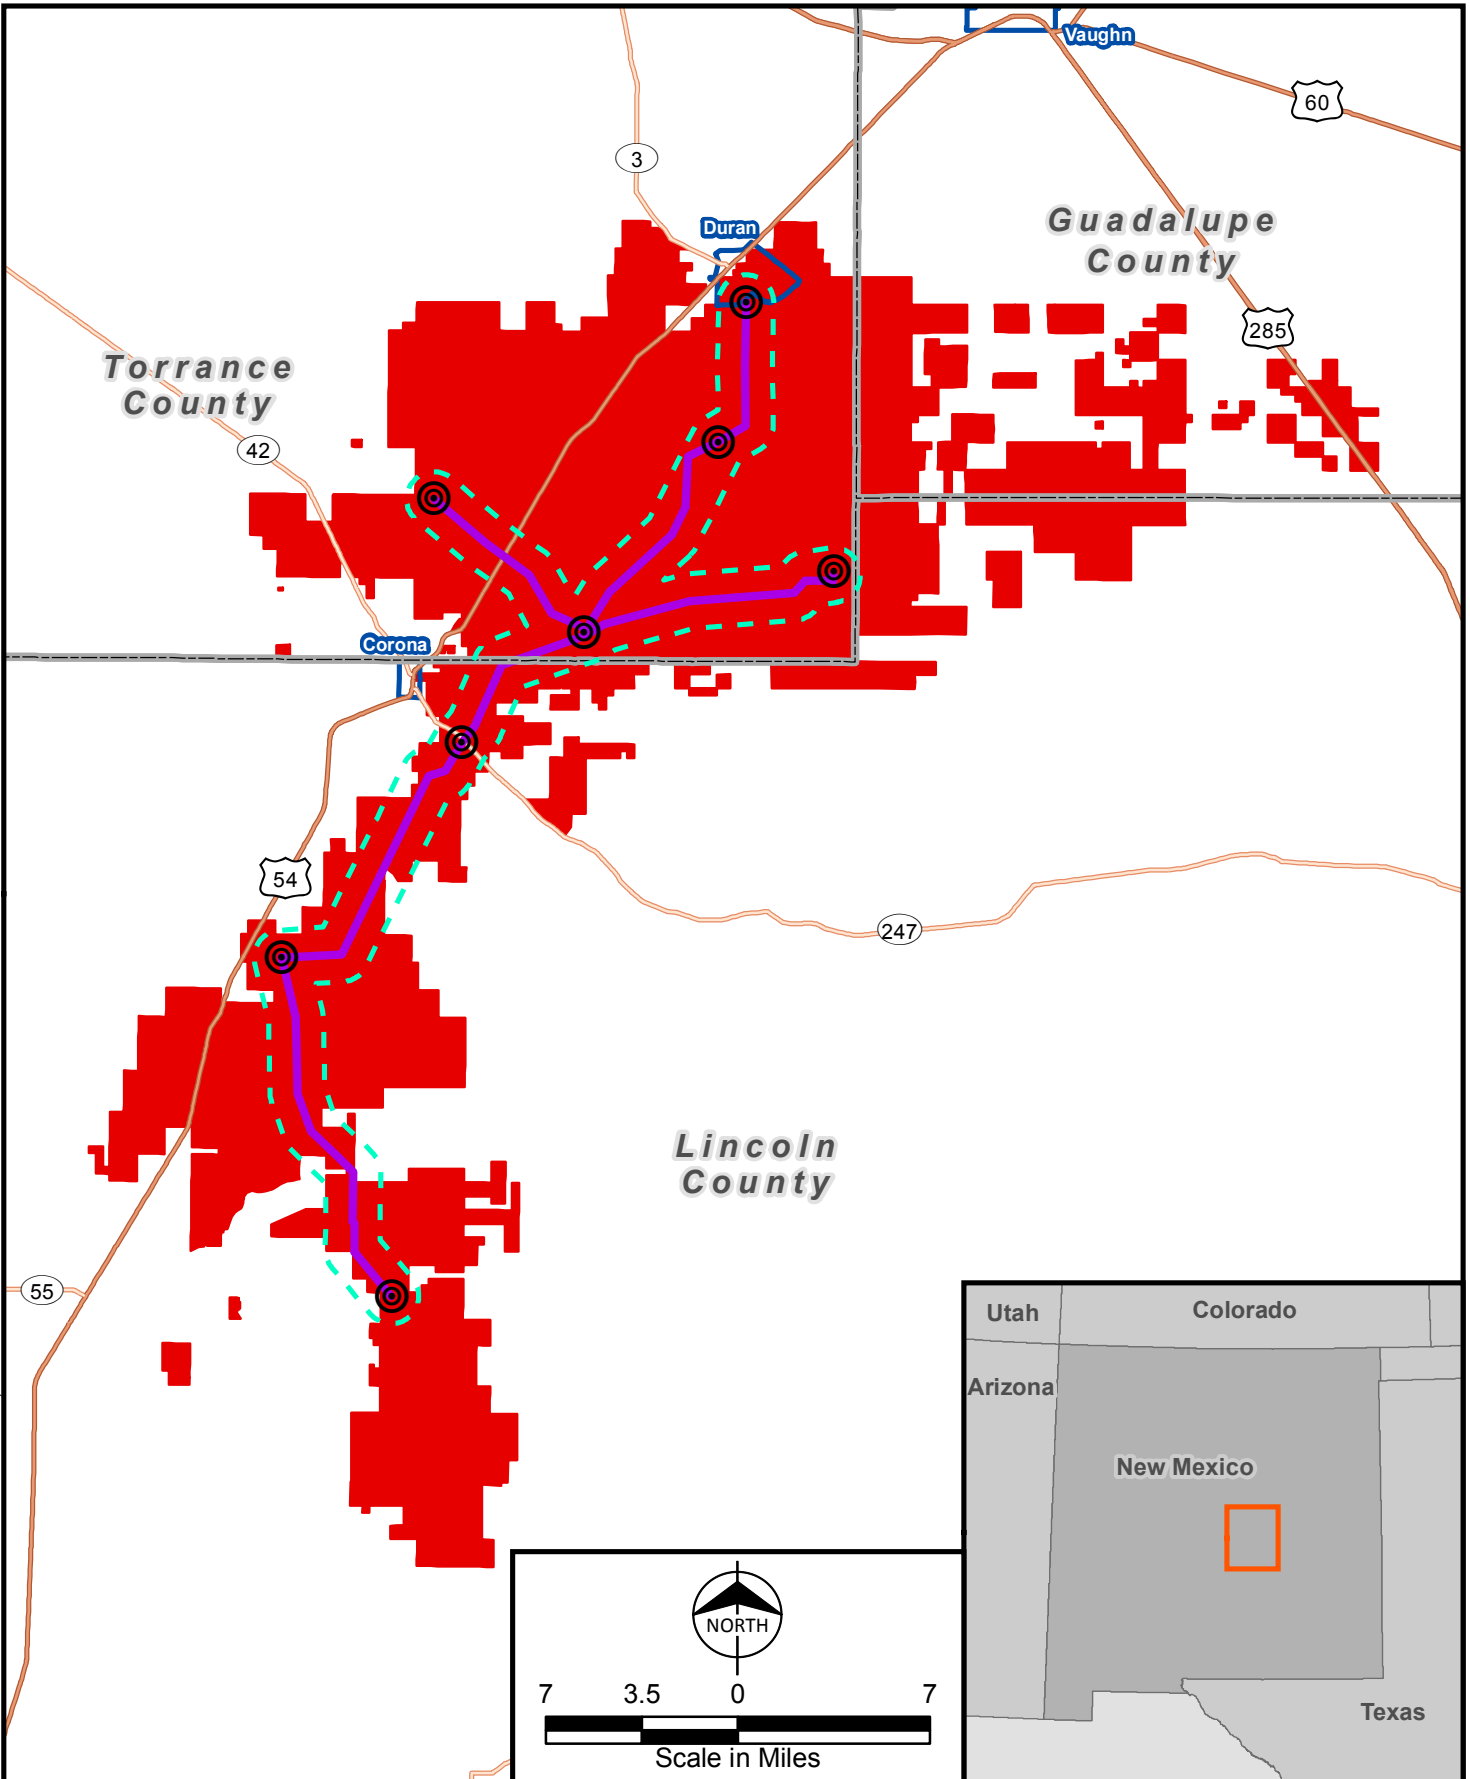 Vaughn
60
3
Guadalupe
County
Duran
285
Torrance
County
42
Corona
54
247
Lincoln
County
55
Utah
Colorado
Arizona
New Mexico
Texas
NORTH
7 3.5 0 7
Scale in Miles